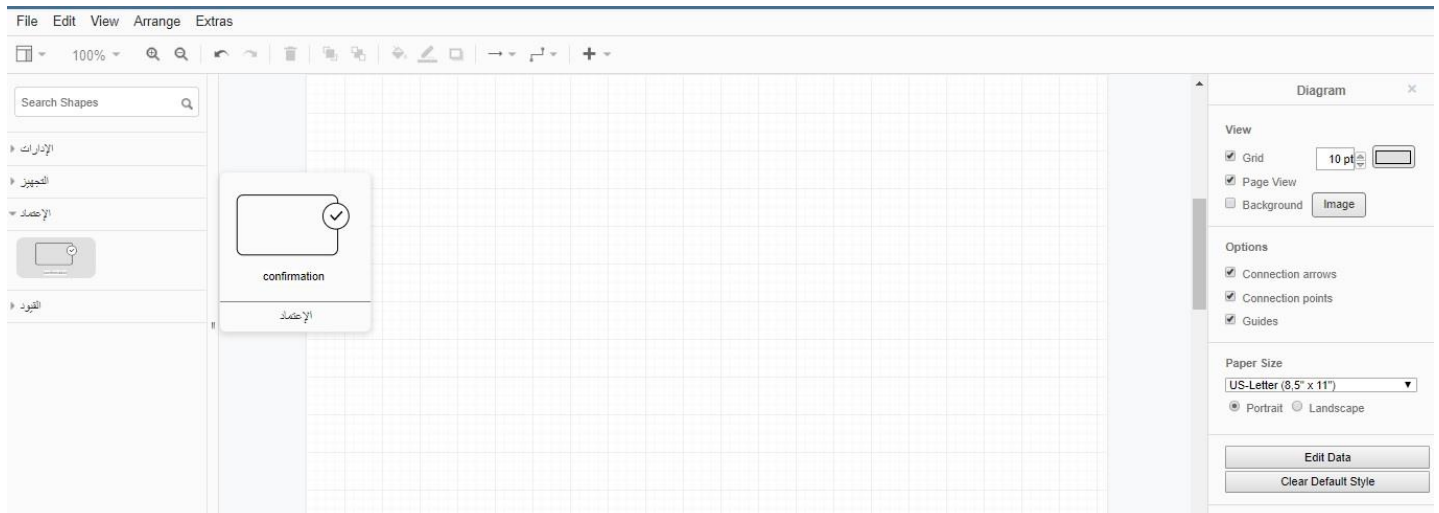 File Edit View Arrange Extras
100%
Search Shapes
الإدارات
التجهيز
الإعتماد
القيود
confirmation
الإعتماد
Diagram
View
Grid 10 pt
Page View
Background Image
Options
Connection arrows
Connection points
Guides
Paper Size
US-Letter (8,5" x 11")
Portrait Landscape
Edit Data
Clear Default Style